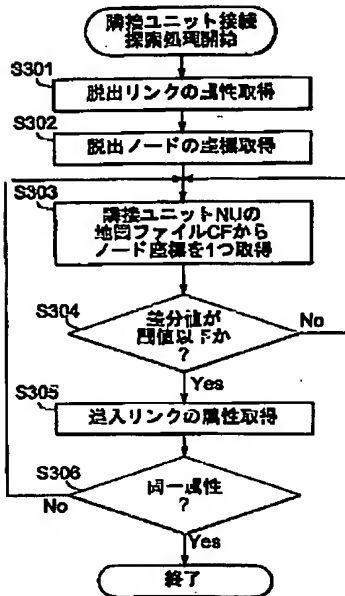 隣接ユニット接続
探索処理開始
S301
脱出リンクの属性取得
S302
脱出ノードの座標取得
S303
隣接ユニットNUの
地図ファイルCFから
ノード座標を1つ取得
S304
差分値が
閾値以下か
?
No
Yes
S305
進入リンクの属性取得
S306
同一属性
?
No
Yes
終了